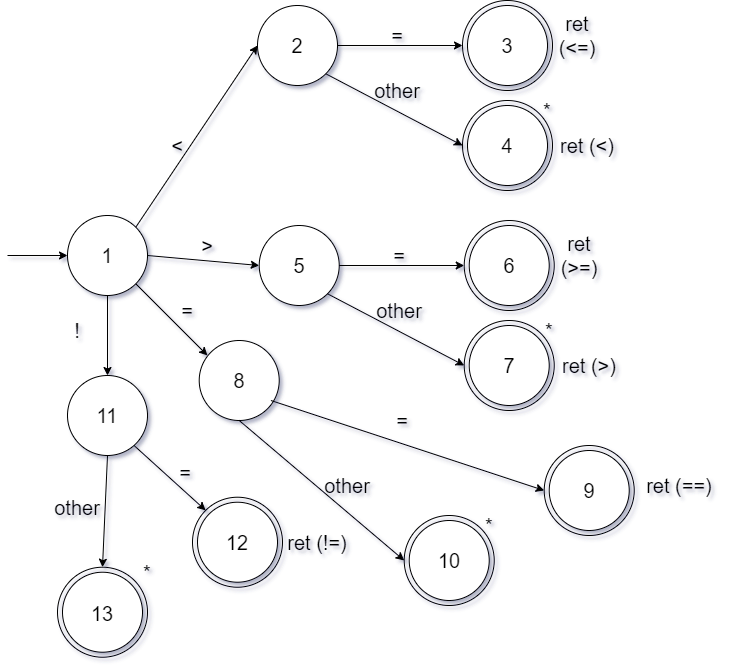 2
=
3
ret
(<=)
other
*
4
ret (<)
<
1
>
5
=
6
ret
(>=)
other
*
7
ret (>)
!
=
8
11
=
other
9
ret (==)
=
other
12
ret (!=)
*
10
*
13